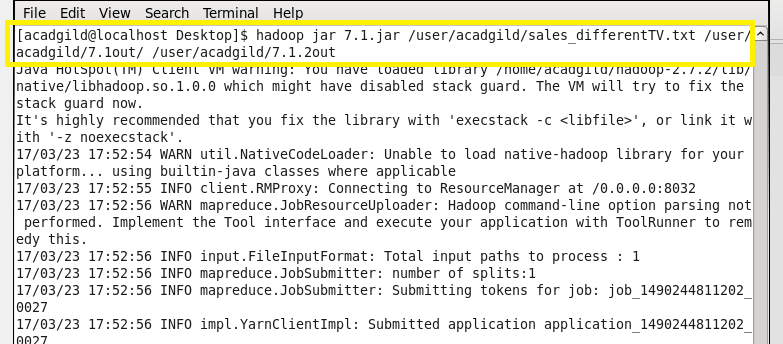 File Edit View Search Terminal Help
[acadgild@localhost Desktop]$ hadoop jar 7.1.jar /user/acadgild/sales_differentTV.txt /user/
acadgild/7.1out/ /user/acadgild/7.1.2out
Java HotSpot(TM) Client VM warning: You have loaded library /home/acadgild/hadoop-2.7.2/lib/
native/libhadoop.so.1.0.0 which might have disabled stack guard. The VM will try to fix the
stack guard now.
It's highly recommended that you fix the library with 'execstack -c <libfile>', or link it w
ith '-z noexecstack'.
17/03/23 17:52:54 WARN util.NativeCodeLoader: Unable to load native-hadoop library for your
platform... using builtin-java classes where applicable
17/03/23 17:52:55 INFO client.RMProxy: Connecting to ResourceManager at /0.0.0.0:8032
17/03/23 17:52:56 WARN mapreduce.JobResourceUploader: Hadoop command-line option parsing not
 performed. Implement the Tool interface and execute your application with ToolRunner to rem
edy this.
17/03/23 17:52:56 INFO input.FileInputFormat: Total input paths to process : 1
17/03/23 17:52:56 INFO mapreduce.JobSubmitter: number of splits:1
17/03/23 17:52:56 INFO mapreduce.JobSubmitter: Submitting tokens for job: job_1490244811202_
0027
17/03/23 17:52:56 INFO impl.YarnClientImpl: Submitted application application_1490244811202_
0027